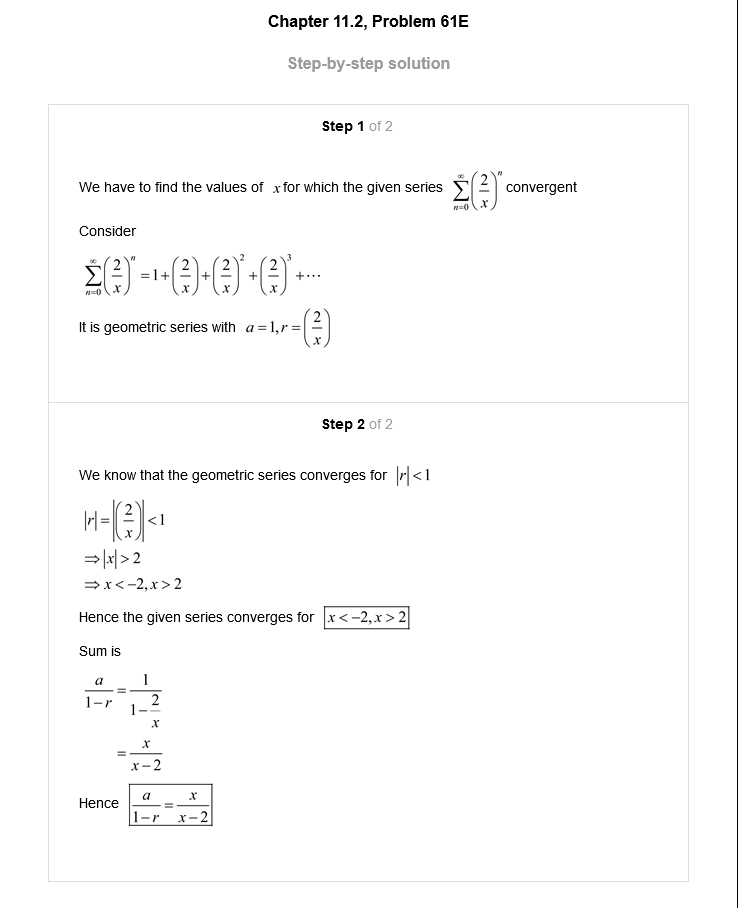 Chapter 11.2, Problem 61E
Step-by-step solution
Step 1 of 2
We have to find the values of x for which the given series $\sum_{n=0}^{\infty}\left(\frac{2}{x}\right)^n$ convergent
Consider
$\sum_{n=0}^{\infty}\left(\frac{2}{x}\right)^n = 1+\left(\frac{2}{x}\right)+\left(\frac{2}{x}\right)^2+\left(\frac{2}{x}\right)^3+\cdots$
It is geometric series with $a=1, r=\left(\frac{2}{x}\right)$
Step 2 of 2
We know that the geometric series converges for $|r|<1$
$|r|=\left|\left(\frac{2}{x}\right)\right|<1$
$\Rightarrow |x|>2$
$\Rightarrow x<-2, x>2$
Hence the given series converges for $\boxed{x<-2, x>2}$
Sum is
$\frac{a}{1-r}=\frac{1}{1-\frac{2}{x}}$
$=\frac{x}{x-2}$
Hence $\boxed{\frac{a}{1-r}=\frac{x}{x-2}}$